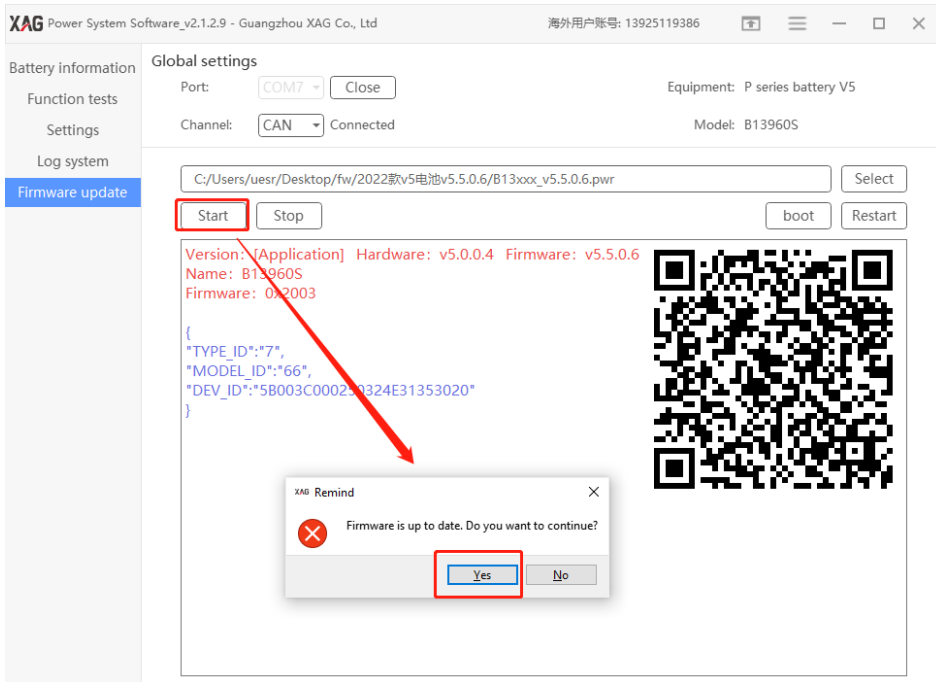 XAG Power System Software_v2.1.2.9 - Guangzhou XAG Co., Ltd 海外用户账号: 13925119386
Battery information
Function tests
Settings
Log system
Firmware update
Global settings
Port: COM7 Close Equipment: P series battery V5
Channel: CAN Connected Model: B13960S
C:/Users/uesr/Desktop/fw/2022款v5电池v5.5.0.6/B13xxx_v5.5.0.6.pwr Select
Start Stop boot Restart
Version: [Application] Hardware: v5.0.0.4 Firmware: v5.5.0.6
Name: B13960S
Firmware: 0x2003
{
"TYPE_ID":"7",
"MODEL_ID":"66",
"DEV_ID":"5B003C000250324E31353020"
}
XAG Remind
Firmware is up to date. Do you want to continue?
Yes No